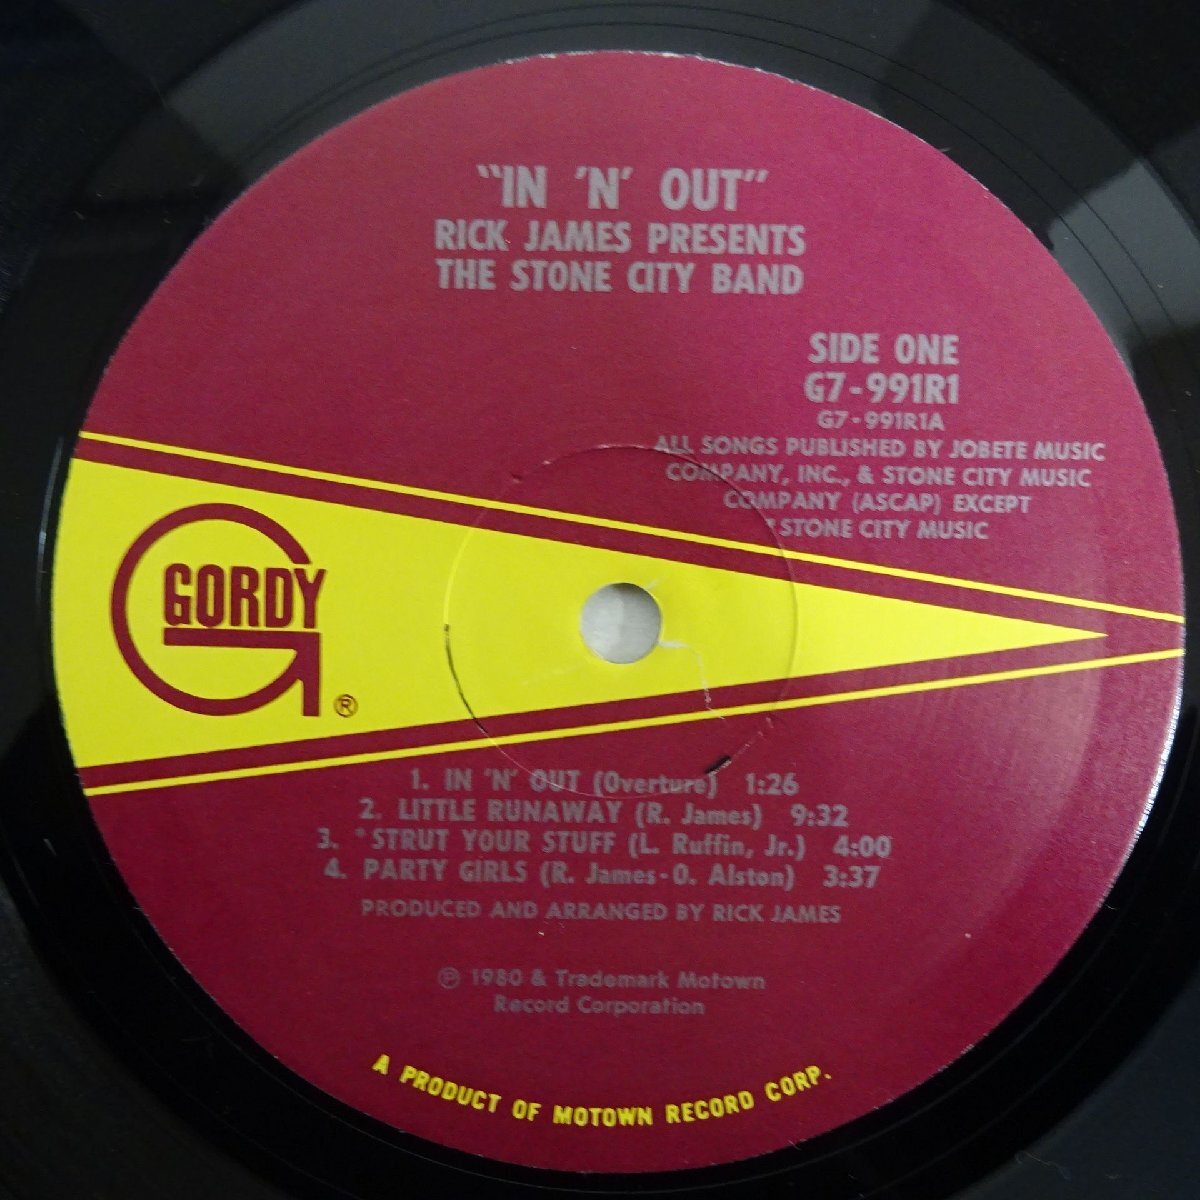 "IN 'N' OUT"
RICK JAMES PRESENTS
THE STONE CITY BAND
SIDE ONE
G7-991R1
G7-991R1A
ALL SONGS PUBLISHED BY JOBETE MUSIC
COMPANY, INC., & STONE CITY MUSIC
COMPANY (ASCAP) EXCEPT
*STONE CITY MUSIC
GORDY
®
1. IN 'N' OUT (Overture) 1:26
2. LITTLE RUNAWAY (R. James) 9:32
3. *STRUT YOUR STUFF (L. Ruffin, Jr.) 4:00
4. PARTY GIRLS (R. James-O. Alston) 3:37
PRODUCED AND ARRANGED BY RICK JAMES
℗ 1980 & Trademark Motown
Record Corporation
A PRODUCT OF MOTOWN RECORD CORP.